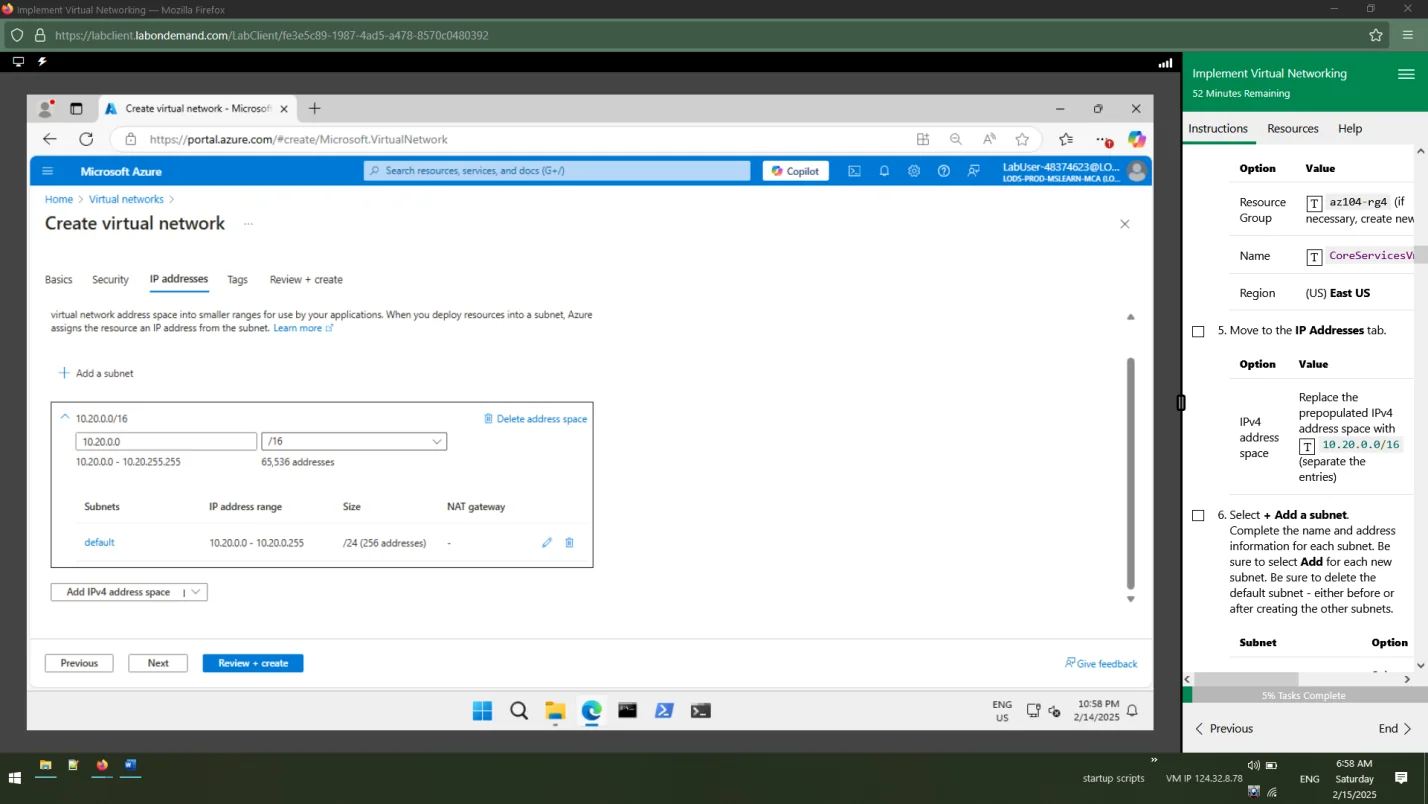 Implement Virtual Networking — Mozilla Firefox
https://labclient.labondemand.com/LabClient/fe3e5c89-1987-4ad5-a478-8570c0480392
Create virtual network - Microsof
https://portal.azure.com/#create/Microsoft.VirtualNetwork
Microsoft Azure
Search resources, services, and docs (G+/)
Copilot
LabUser-48374623@LO...
LODS-PROD-MSLEARN-MCA (LO...
Home > Virtual networks >
Create virtual network ...
Basics Security IP addresses Tags Review + create
virtual network address space into smaller ranges for use by your applications. When you deploy resources into a subnet, Azure
assigns the resource an IP address from the subnet. Learn more
+ Add a subnet
10.20.0.0/16 Delete address space
10.20.0.0 /16
10.20.0.0 - 10.20.255.255 65,536 addresses
Subnets IP address range Size NAT gateway
default 10.20.0.0 - 10.20.0.255 /24 (256 addresses) -
Add IPv4 address space |
Previous Next Review + create Give feedback
ENG
US
10:58 PM
2/14/2025
Implement Virtual Networking
52 Minutes Remaining
Instructions Resources Help
Option Value
Resource
Group
T az104-rg4 (if
necessary, create new
Name T CoreServicesV
Region (US) East US
5. Move to the IP Addresses tab.
Option Value
IPv4
address
space
Replace the
prepopulated IPv4
address space with
T 10.20.0.0/16
(separate the
entries)
6. Select + Add a subnet.
Complete the name and address
information for each subnet. Be
sure to select Add for each new
subnet. Be sure to delete the
default subnet - either before or
after creating the other subnets.
Subnet Option
5% Tasks Complete
< Previous End >
startup scripts
VM IP 124.32.8.78
ENG
6:58 AM
Saturday
2/15/2025